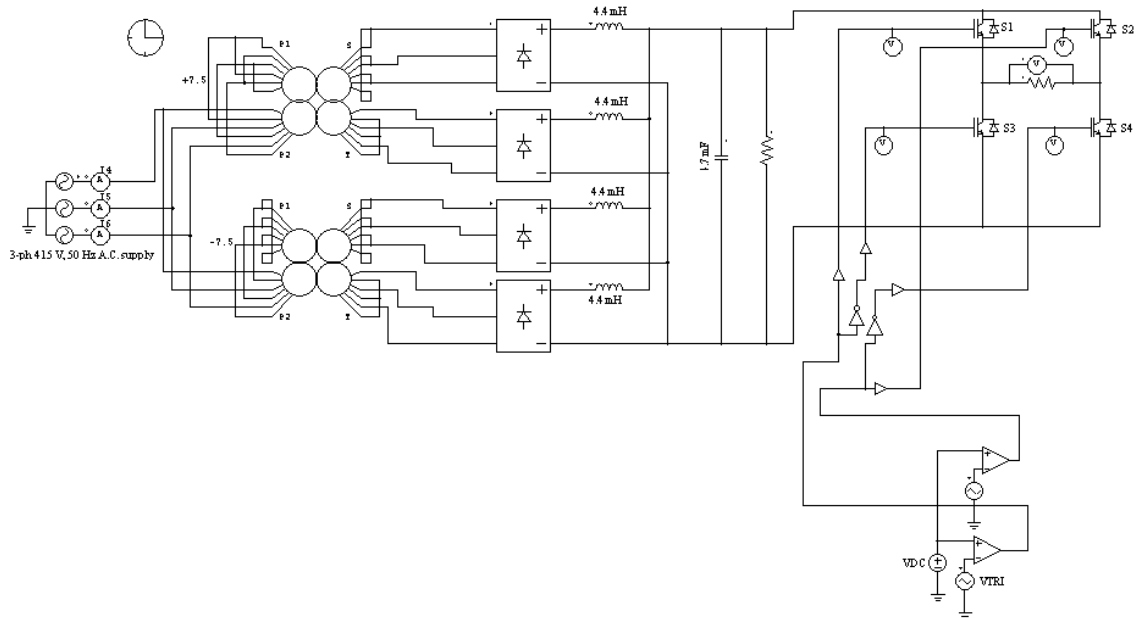 4.4 mH
P1
S
+
S1
S2
V
V
V
+7.5
−
4.4 mH
+
P2
T
−
S3
S4
V
V
I4
A
I5
A
I6
A
3-ph 415 V, 50 Hz A.C. supply
4.4 mH
P1
S
+
-7.5
−
4.4 mH
+
P2
T
−
+
−
+
−
VDC
VTRI